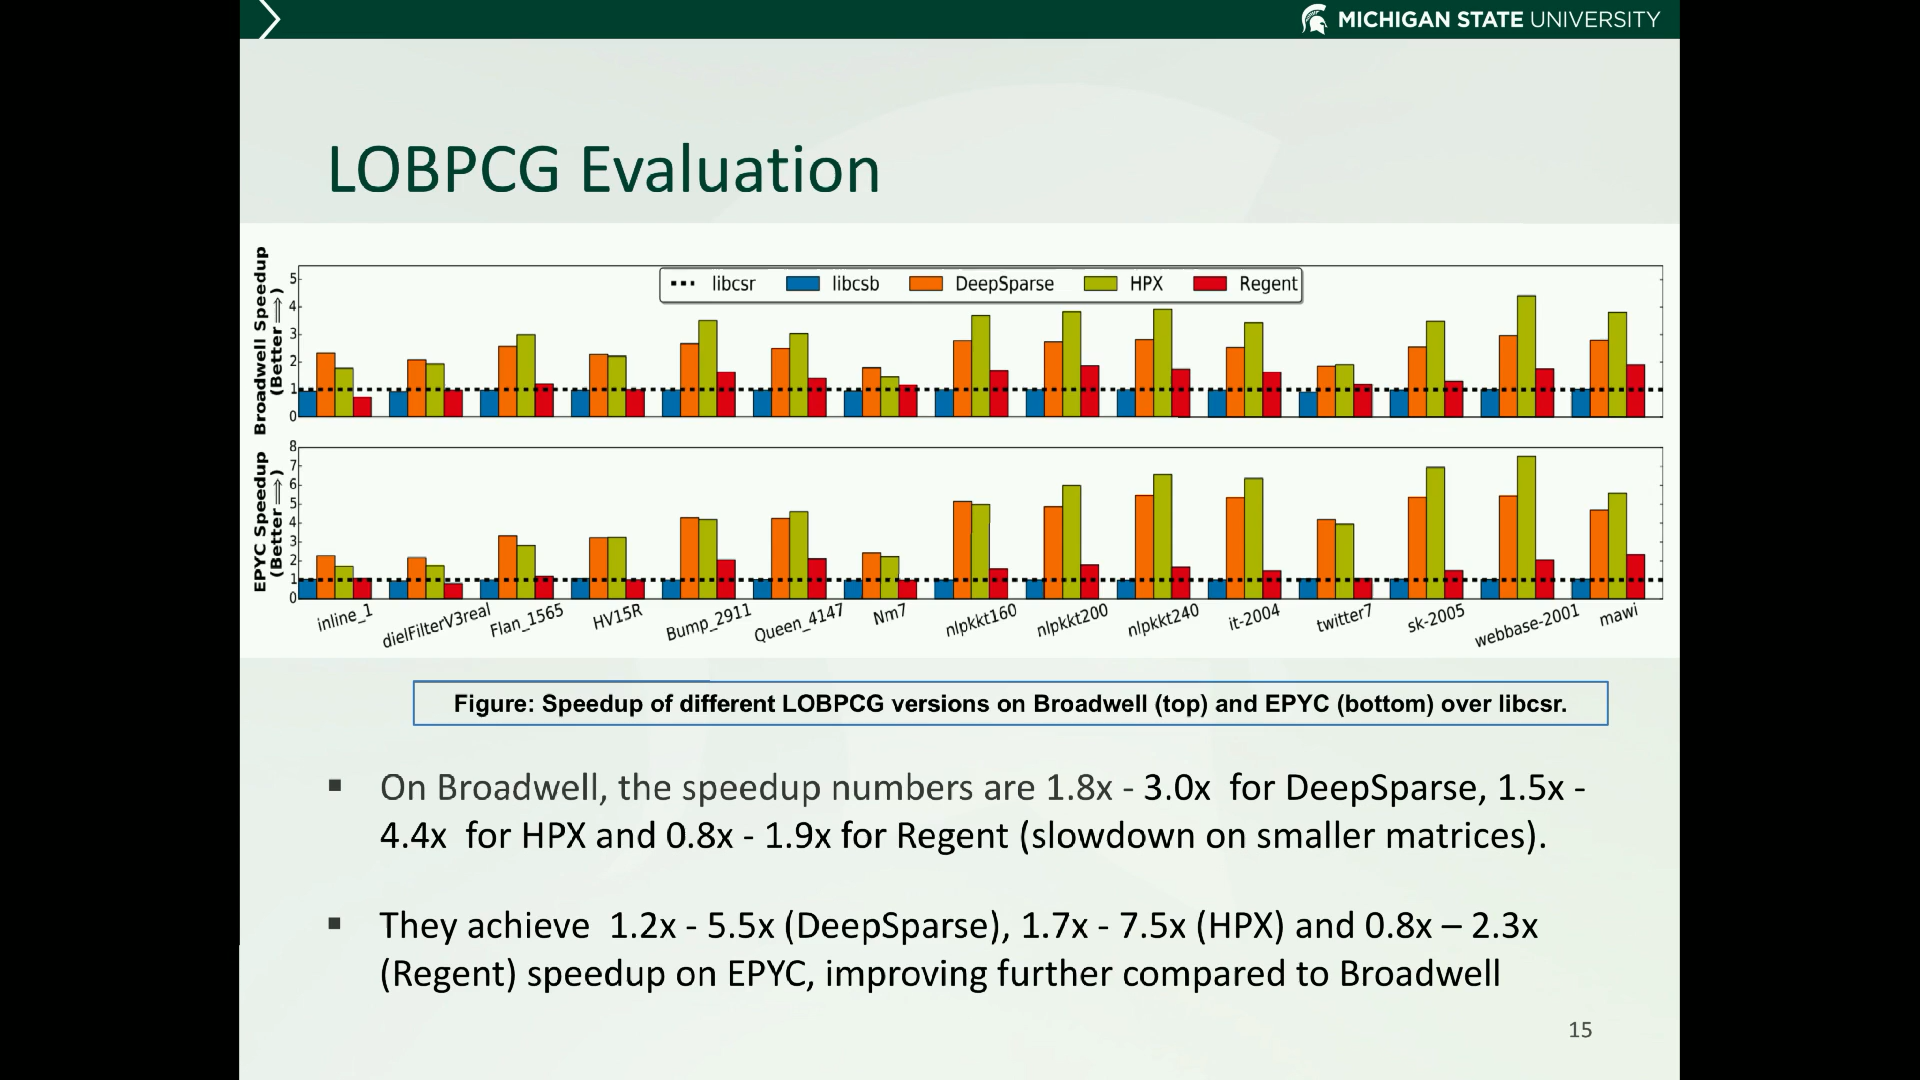 MICHIGAN STATE UNIVERSITY
LOBPCG Evaluation
Broadwell Speedup
(Better ⟹)
5
4
3
2
1
0
libcsr libcsb DeepSparse HPX Regent
EPYC Speedup
(Better ⟹)
8
7
6
5
4
3
2
1
0
inline_1 dielFilterV3real Flan_1565 HV15R Bump_2911 Queen_4147 Nm7 nlpkkt160 nlpkkt200 nlpkkt240 it-2004 twitter7 sk-2005 webbase-2001 mawi
Figure: Speedup of different LOBPCG versions on Broadwell (top) and EPYC (bottom) over libcsr.
▪ On Broadwell, the speedup numbers are 1.8x - 3.0x for DeepSparse, 1.5x -
4.4x for HPX and 0.8x - 1.9x for Regent (slowdown on smaller matrices).
▪ They achieve 1.2x - 5.5x (DeepSparse), 1.7x - 7.5x (HPX) and 0.8x – 2.3x
(Regent) speedup on EPYC, improving further compared to Broadwell
15